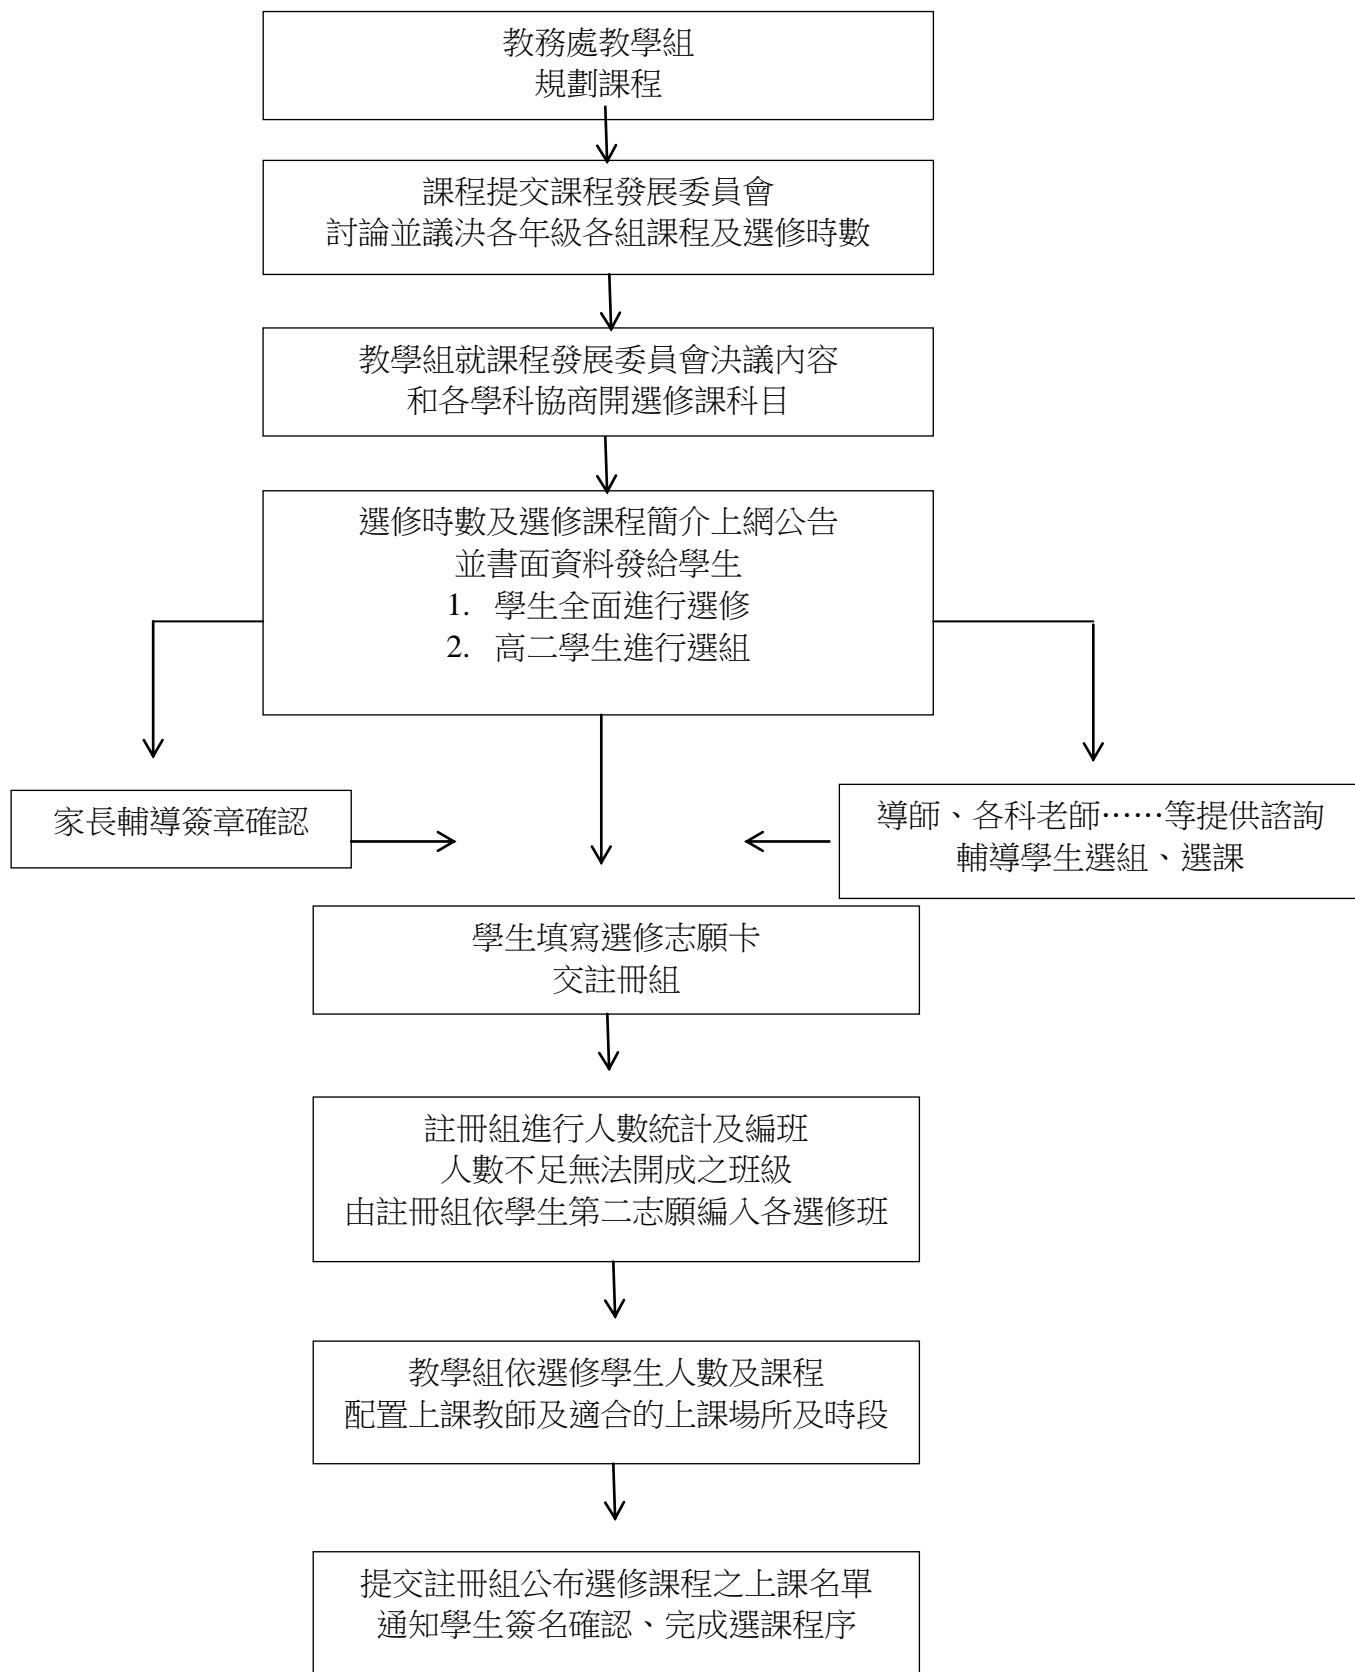 教務處教學組
規劃課程
課程提交課程發展委員會
討論並議決各年級各組課程及選修時數
教學組就課程發展委員會決議內容
和各學科協商開選修課科目
選修時數及選修課程簡介上網公告
並書面資料發給學生
1. 學生全面進行選修
2. 高二學生進行選組
家長輔導簽章確認
導師、各科老師……等提供諮詢
輔導學生選組、選課
學生填寫選修志願卡
交註冊組
註冊組進行人數統計及編班
人數不足無法開成之班級
由註冊組依學生第二志願編入各選修班
教學組依選修學生人數及課程
配置上課教師及適合的上課場所及時段
提交註冊組公布選修課程之上課名單
通知學生簽名確認、完成選課程序